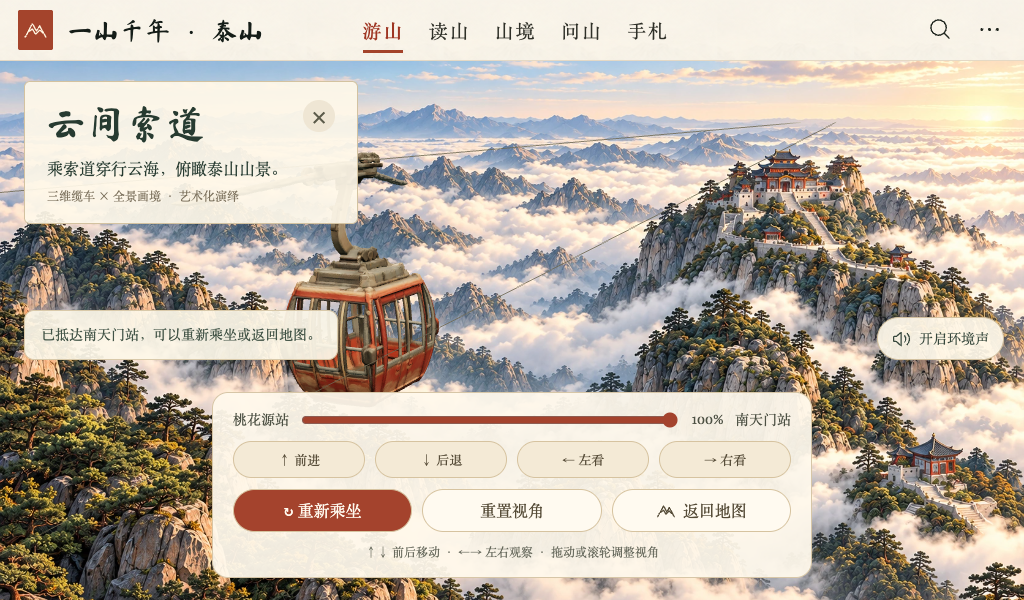 一山千年 · 泰山
游山 读山 山境 问山 手札
云间索道
乘索道穿行云海，俯瞰泰山山景。
三维缆车 × 全景画境 · 艺术化演绎
已抵达南天门站，可以重新乘坐或返回地图。
开启环境声
桃花源站 100% 南天门站
↑ 前进 ↓ 后退 ← 左看 → 右看
↻ 重新乘坐 重置视角 返回地图
↑ ↓ 前后移动 · ←→ 左右观察 · 拖动或滚轮调整视角